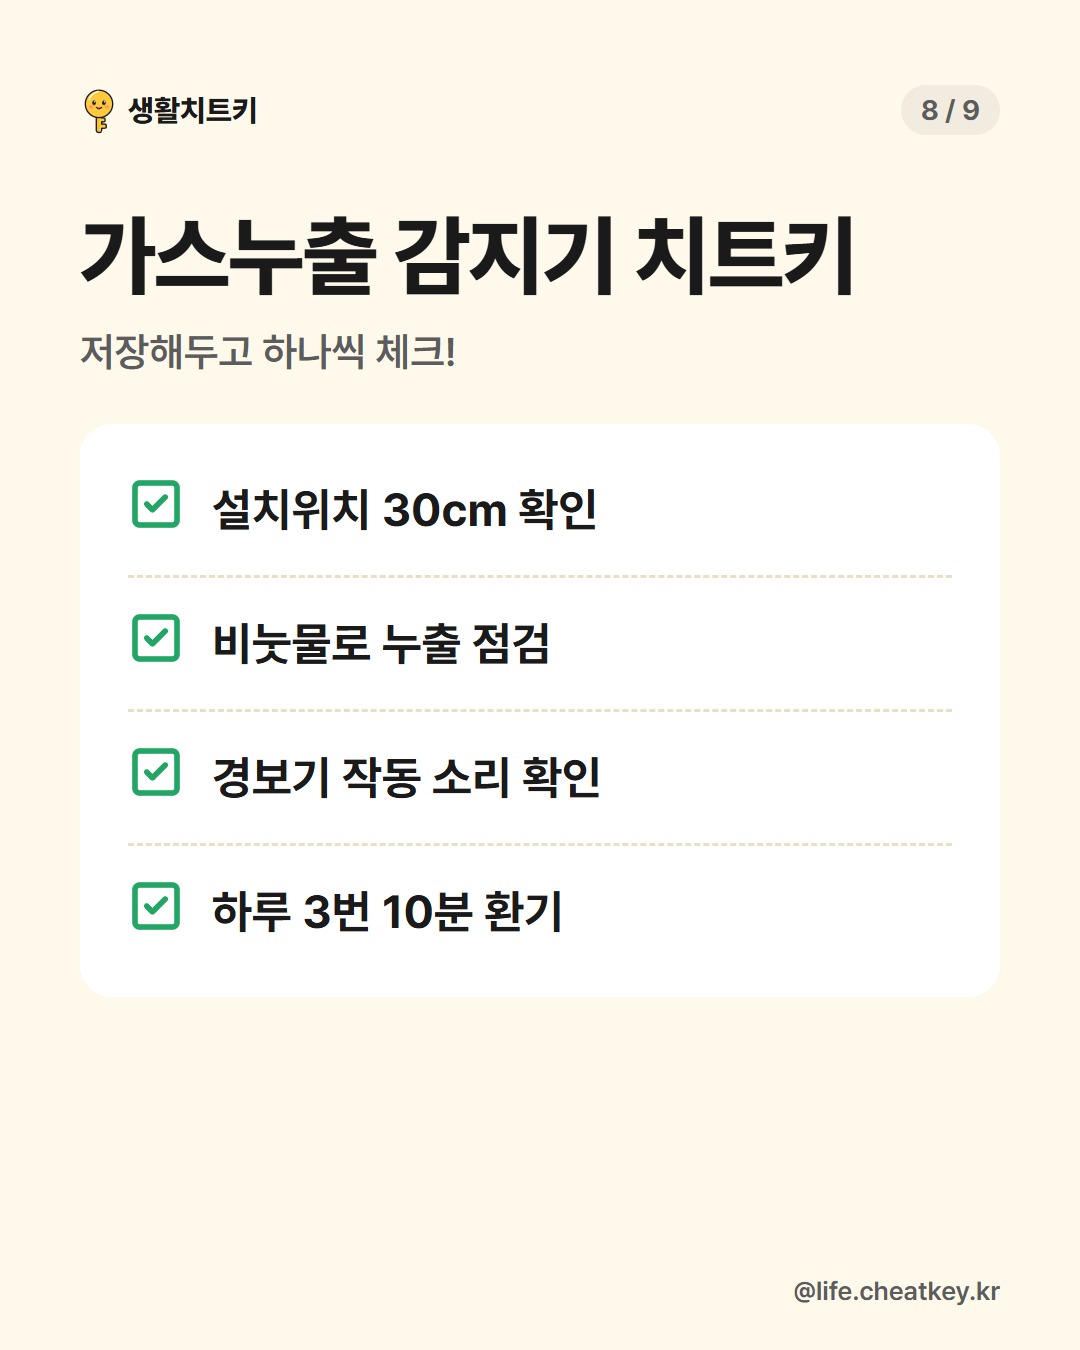 생활치트키
8 / 9
가스누출 감지기 치트키
저장해두고 하나씩 체크!
설치위치 30cm 확인
비눗물로 누출 점검
경보기 작동 소리 확인
하루 3번 10분 환기
@life.cheatkey.kr